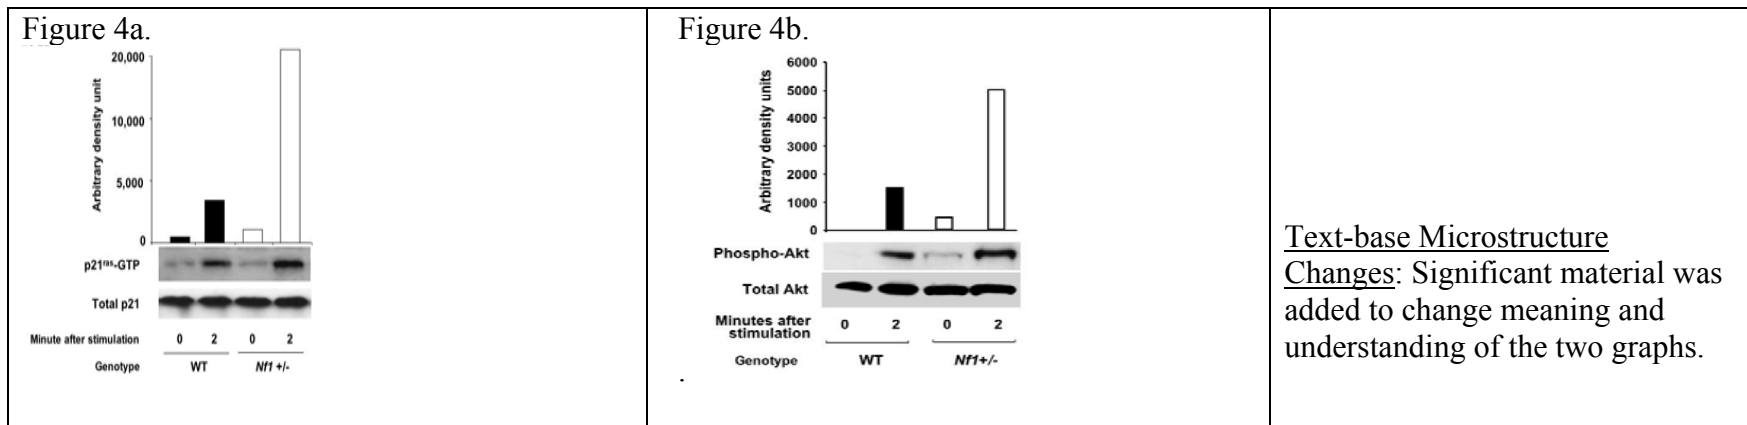 Figure 4a.
20,000
10,000
5,000
0
Arbitrary density unit
p21ras-GTP
Total p21
Minute after stimulation 0 2 0 2
Genotype WT Nf1 +/-
Figure 4b.
6000
5000
4000
3000
2000
1000
0
Arbitrary density units
Phospho-Akt
Total Akt
Minutes after
stimulation 0 2 0 2
Genotype WT Nf1+/-
.
Text-base Microstructure
Changes: Significant material was
added to change meaning and
understanding of the two graphs.